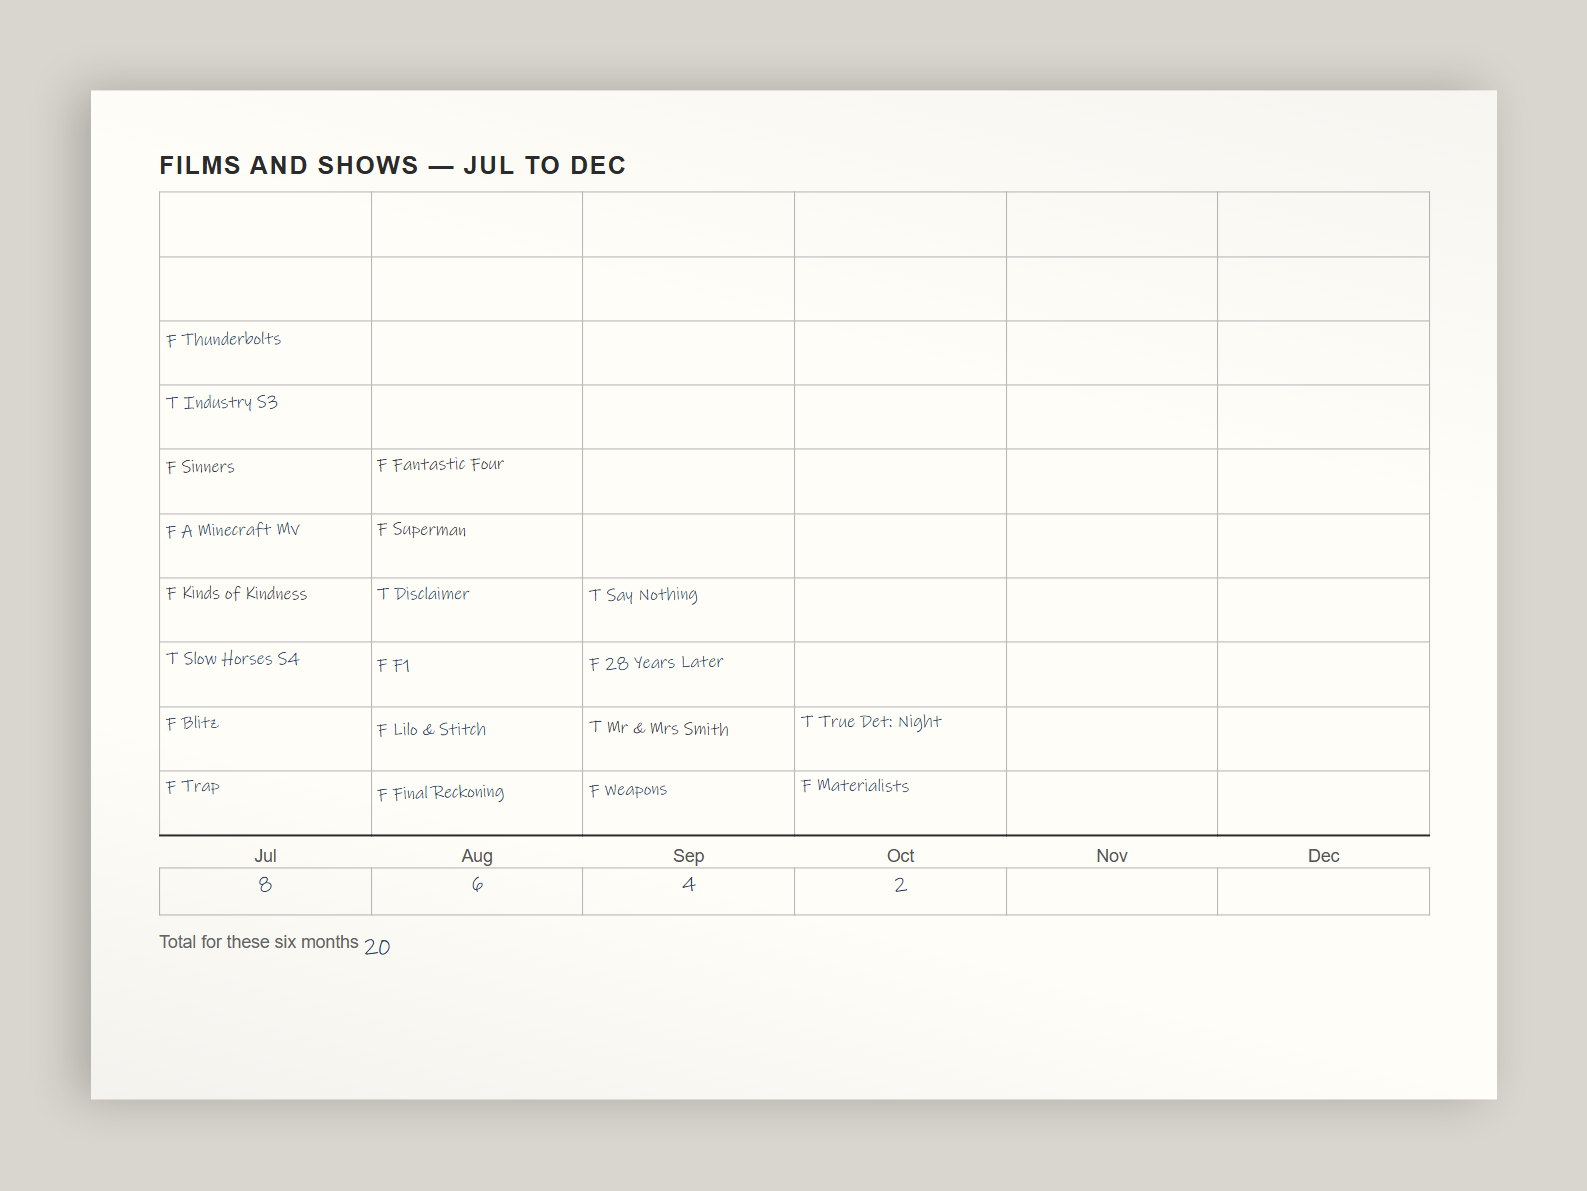 FILMS AND SHOWS — JUL TO DEC
F Thunderbolts
T Industry S3
F Sinners F Fantastic Four
F A Minecraft Mv F Superman
F Kinds of Kindness T Disclaimer T Say Nothing
T Slow Horses S4 F F1 F 28 Years Later
F Blitz F Lilo & Stitch T Mr & Mrs Smith T True Det: Night
F Trap F Final Reckoning F Weapons F Materialists
Jul Aug Sep Oct Nov Dec
8 6 4 2
Total for these six months 20